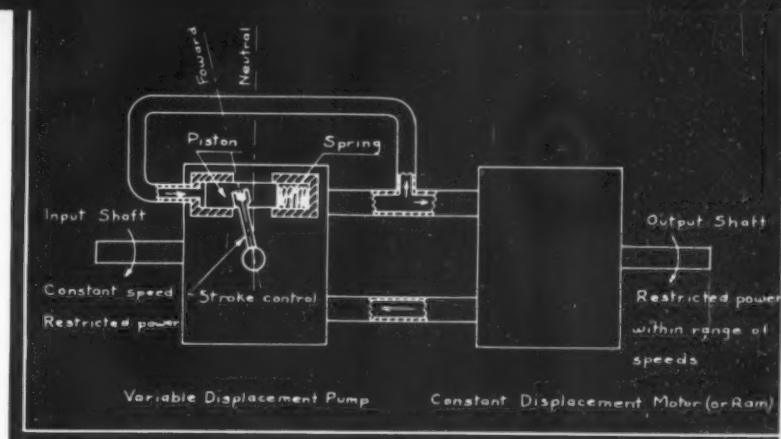 Foward
Neutral
Piston
Spring
Input Shaft
Output Shaft
Constant speed
Stroke control
Restricted power
Restricted power
within range of
speeds
Variable Displacement Pump
Constant Displacement Motor (or Ram)